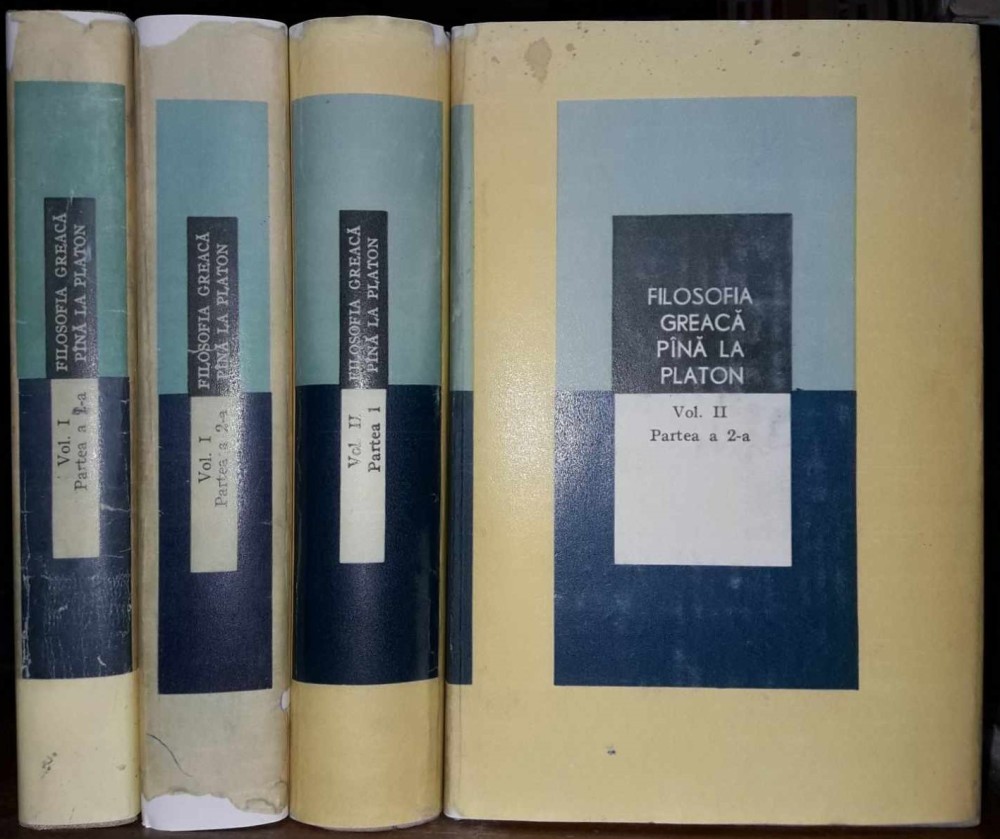 FILOSOFIA GREACĂ
PÎNĂ LA PLATON
Vol. I
Partea a 1-a
FILOSOFIA GREACĂ
PÎNĂ LA PLATON
Vol. I
Partea a 2-a
FILOSOFIA GREACĂ
PÎNĂ LA PLATON
Vol. II
Partea 1
FILOSOFIA
GREACĂ
PÎNĂ LA
PLATON
Vol. II
Partea a 2-a